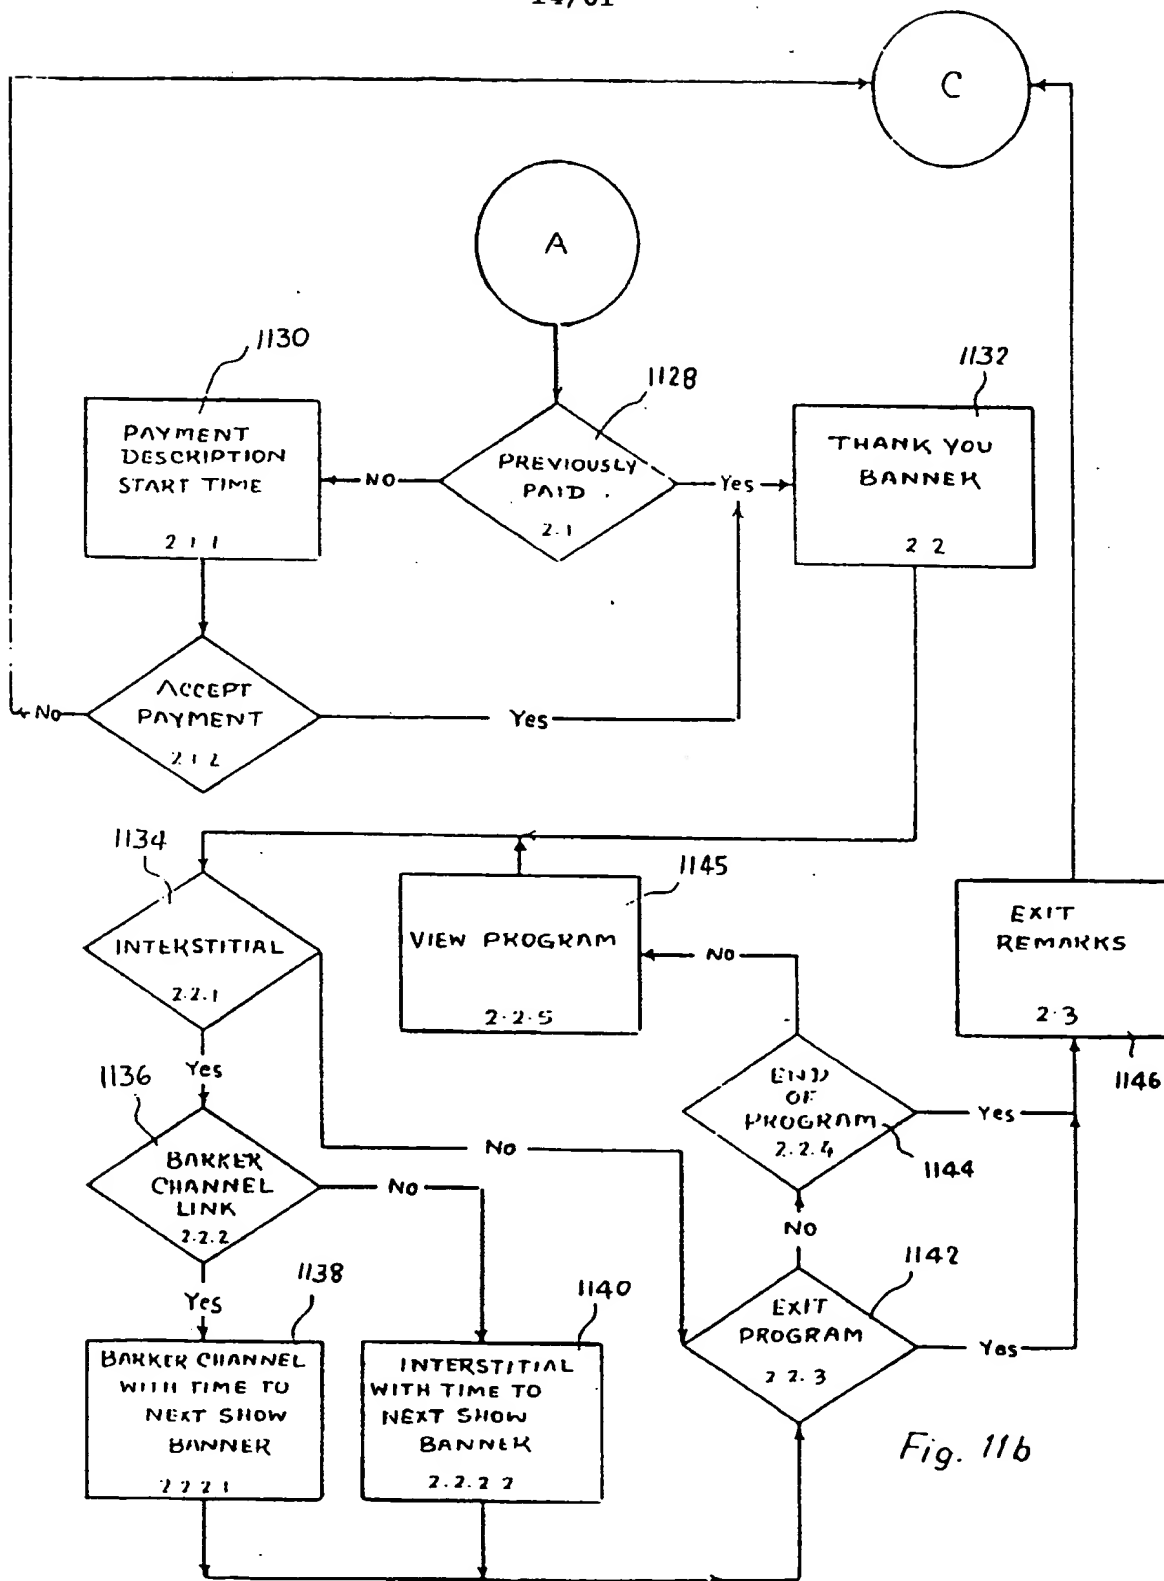 C
A
1130
1128
1132
PAYMENT
DESCRIPTION
START TIME
2 1 1
NO
PREVIOUSLY
PAID
2.1
Yes
THANK YOU
BANNER
2 2
No
ACCEPT
PAYMENT
2 1 2
Yes
1134
INTERSTITIAL
2.2.1
1145
VIEW PROGRAM
2.2.5
No
EXIT
REMARKS
2.3
1146
Yes
1136
BARKER
CHANNEL
LINK
2.2.2
No
No
END
OF
PROGRAM
2.2.4
1144
Yes
No
Yes
1138
BARKER CHANNEL
WITH TIME TO
NEXT SHOW
BANNER
2 2 2 1
1140
INTERSTITIAL
WITH TIME TO
NEXT SHOW
BANNER
2.2.2 2
1142
EXIT
PROGRAM
2 2.3
Yes
Fig. 11b